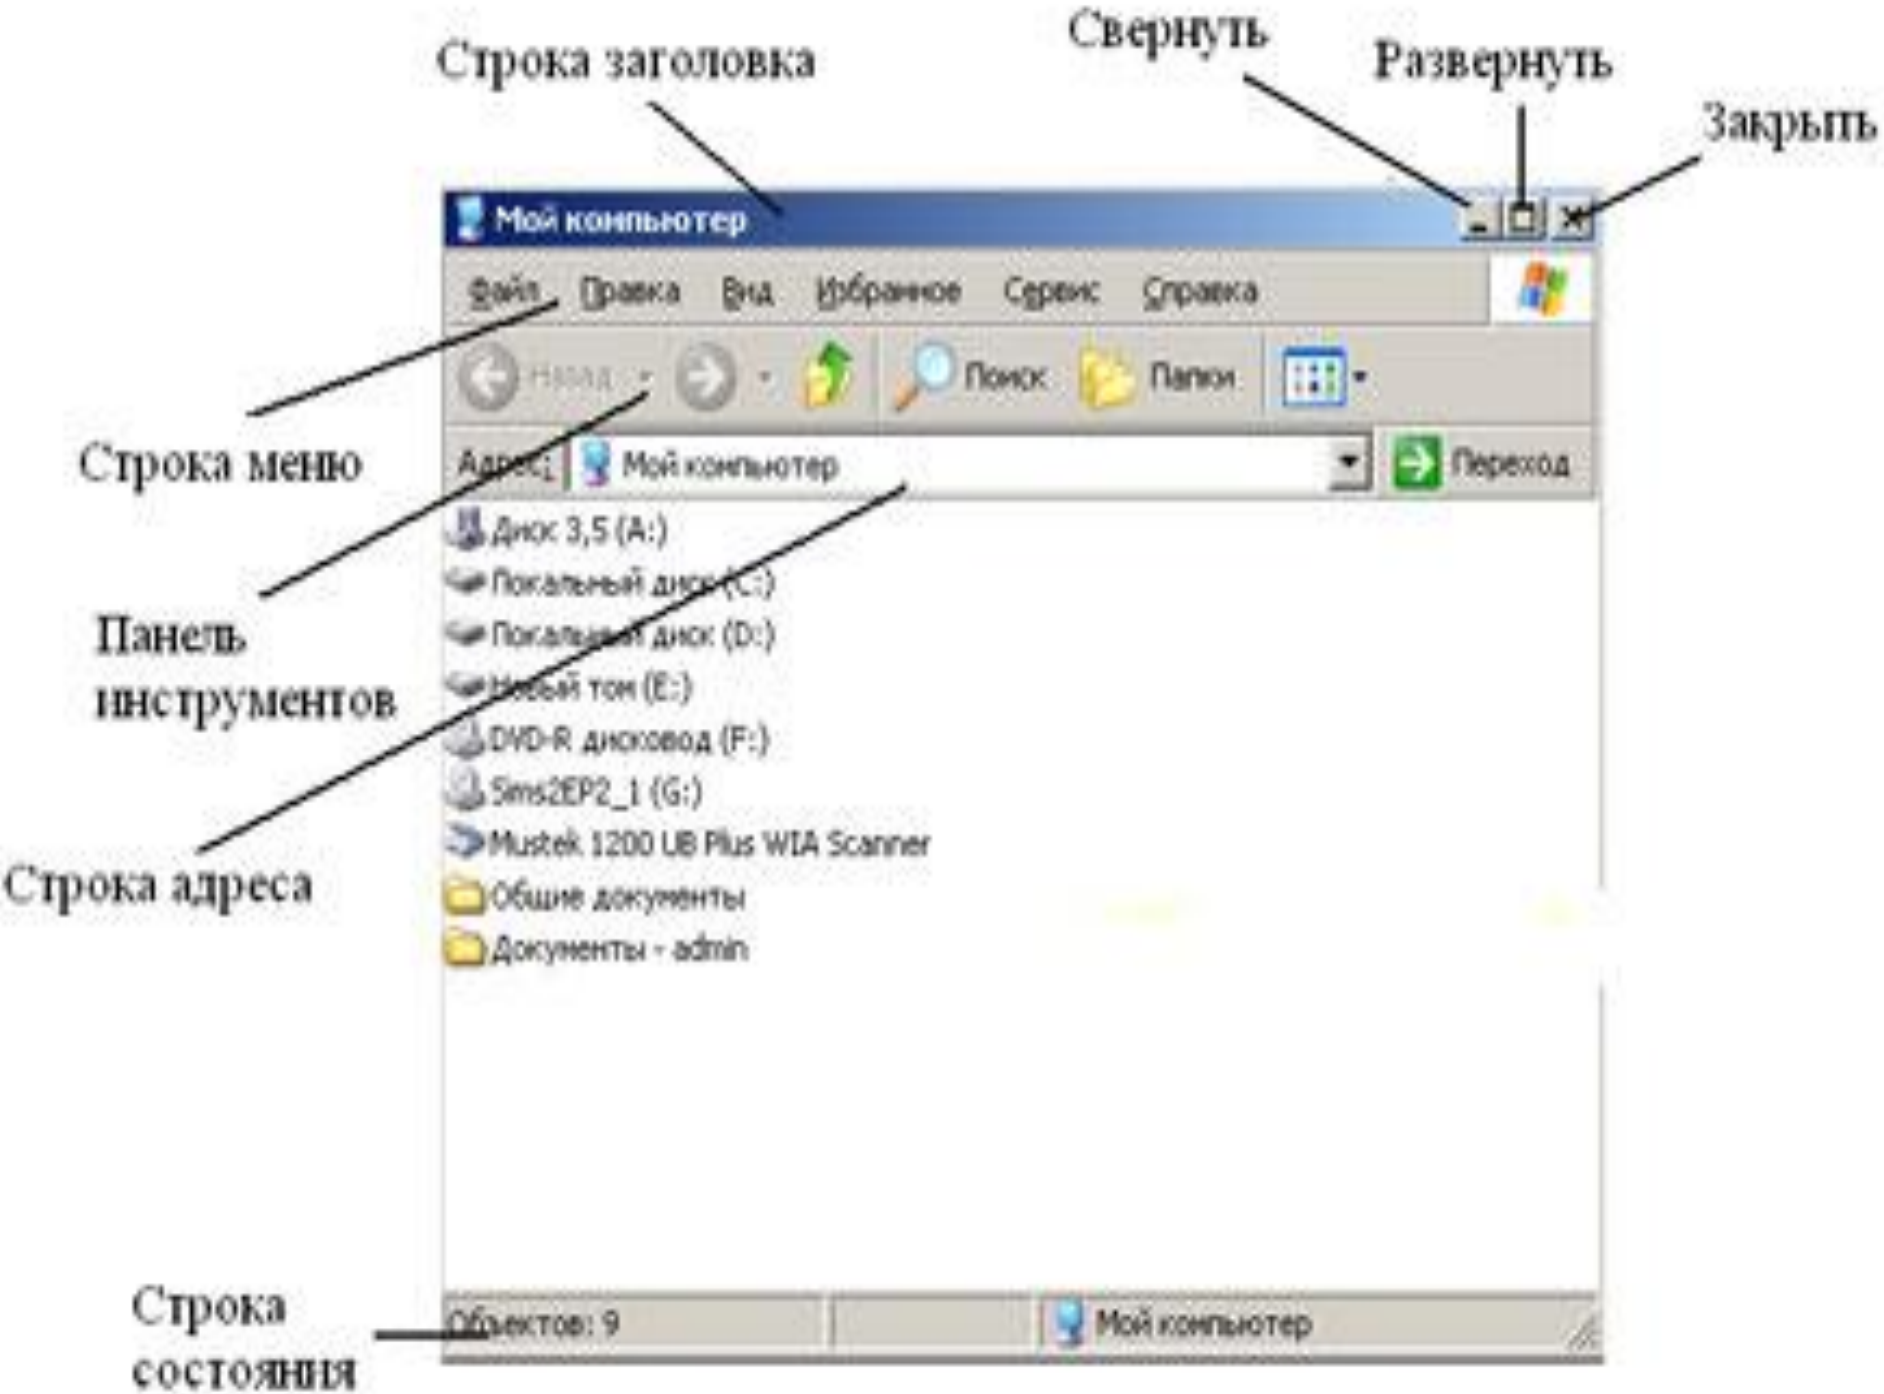 Свернуть
Строка заголовка
Развернуть
Закрыть
Мой компьютер
Файл Правка Вид Избранное Сервис Справка
Назад Поиск Папки
Строка меню
Адрес: Мой компьютер Переход
Диск 3,5 (A:)
Локальный диск (C:)
Панель
Локальный диск (D:)
инструментов
Новый том (E:)
DVD-R дисковод (F:)
Sims2EP2_1 (G:)
Mustek 1200 UB Plus WIA Scanner
Строка адреса
Общие документы
Документы - admin
Строка
состояния
Объектов: 9 Мой компьютер